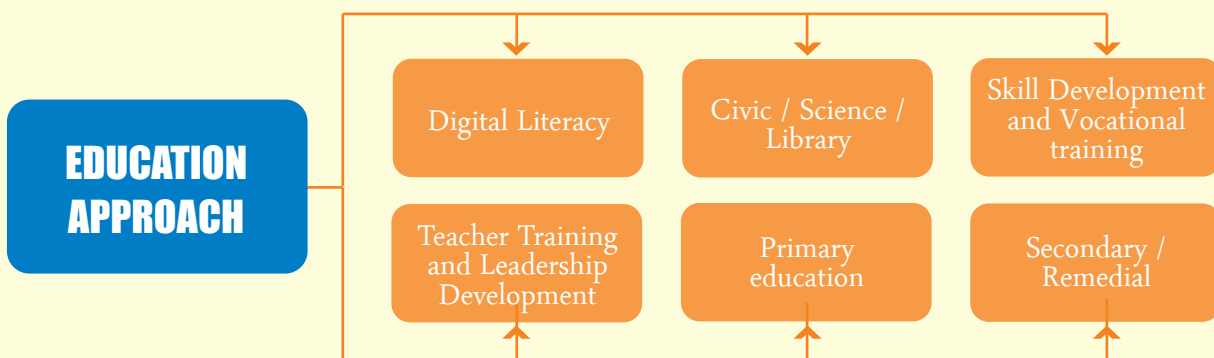 EDUCATION
APPROACH
Digital Literacy
Civic / Science /
Library
Skill Development
and Vocational
training
Teacher Training
and Leadership
Development
Primary
education
Secondary /
Remedial